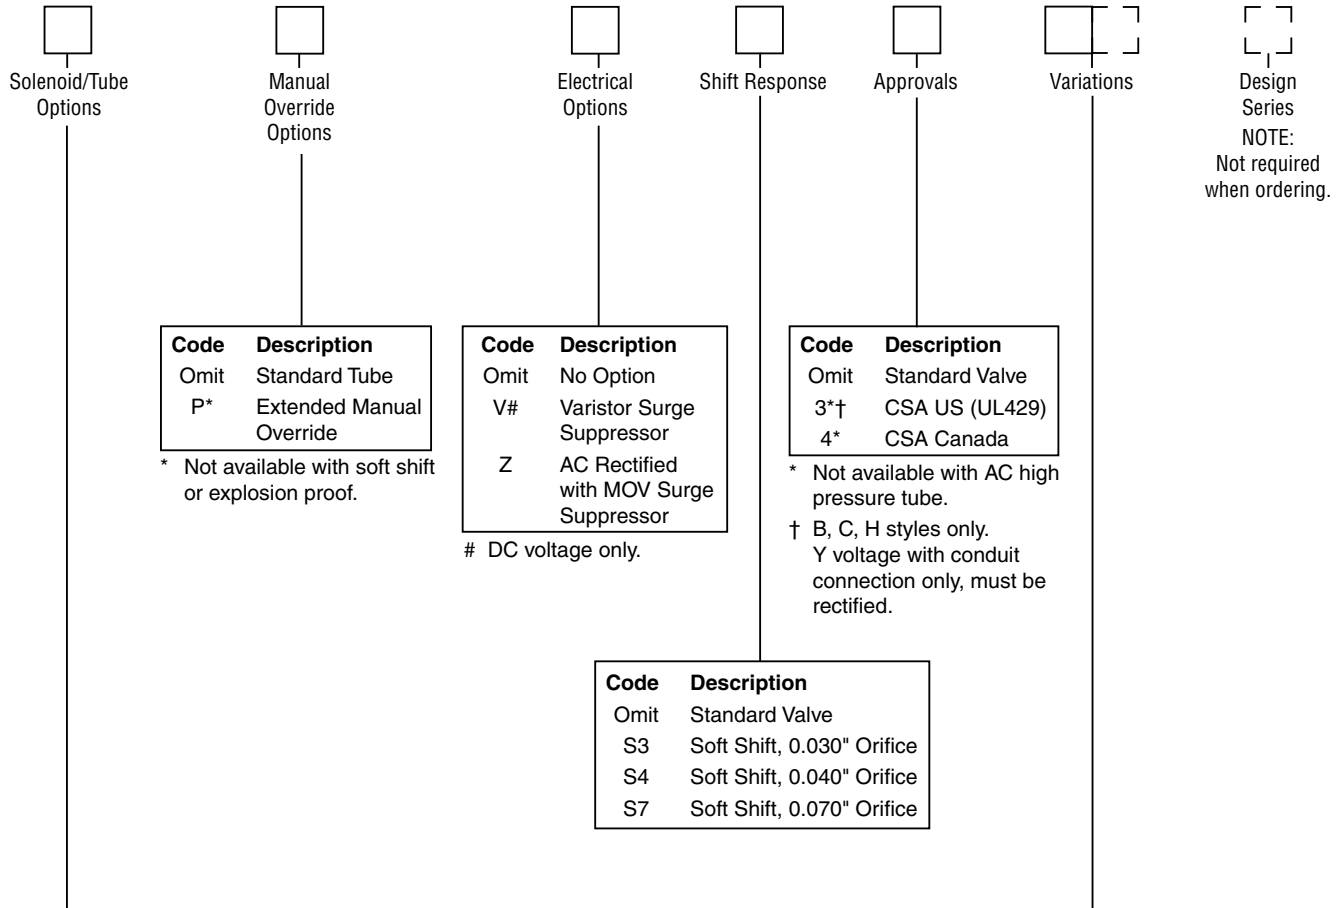 Solenoid/Tube
Options
Manual
Override
Options
Electrical
Options
Shift Response
Approvals
Variations
Design
Series
NOTE:
Not required
when ordering.
Code Description
Omit Standard Tube
P* Extended Manual
Override
* Not available with soft shift
or explosion proof.
Code Description
Omit No Option
V# Varistor Surge
Suppressor
Z AC Rectified
with MOV Surge
Suppressor
# DC voltage only.
Code Description
Omit Standard Valve
3*† CSA US (UL429)
4* CSA Canada
* Not available with AC high
pressure tube.
† B, C, H styles only.
Y voltage with conduit
connection only, must be
rectified.
Code Description
Omit Standard Valve
S3 Soft Shift, 0.030" Orifice
S4 Soft Shift, 0.040" Orifice
S7 Soft Shift, 0.070" Orifice